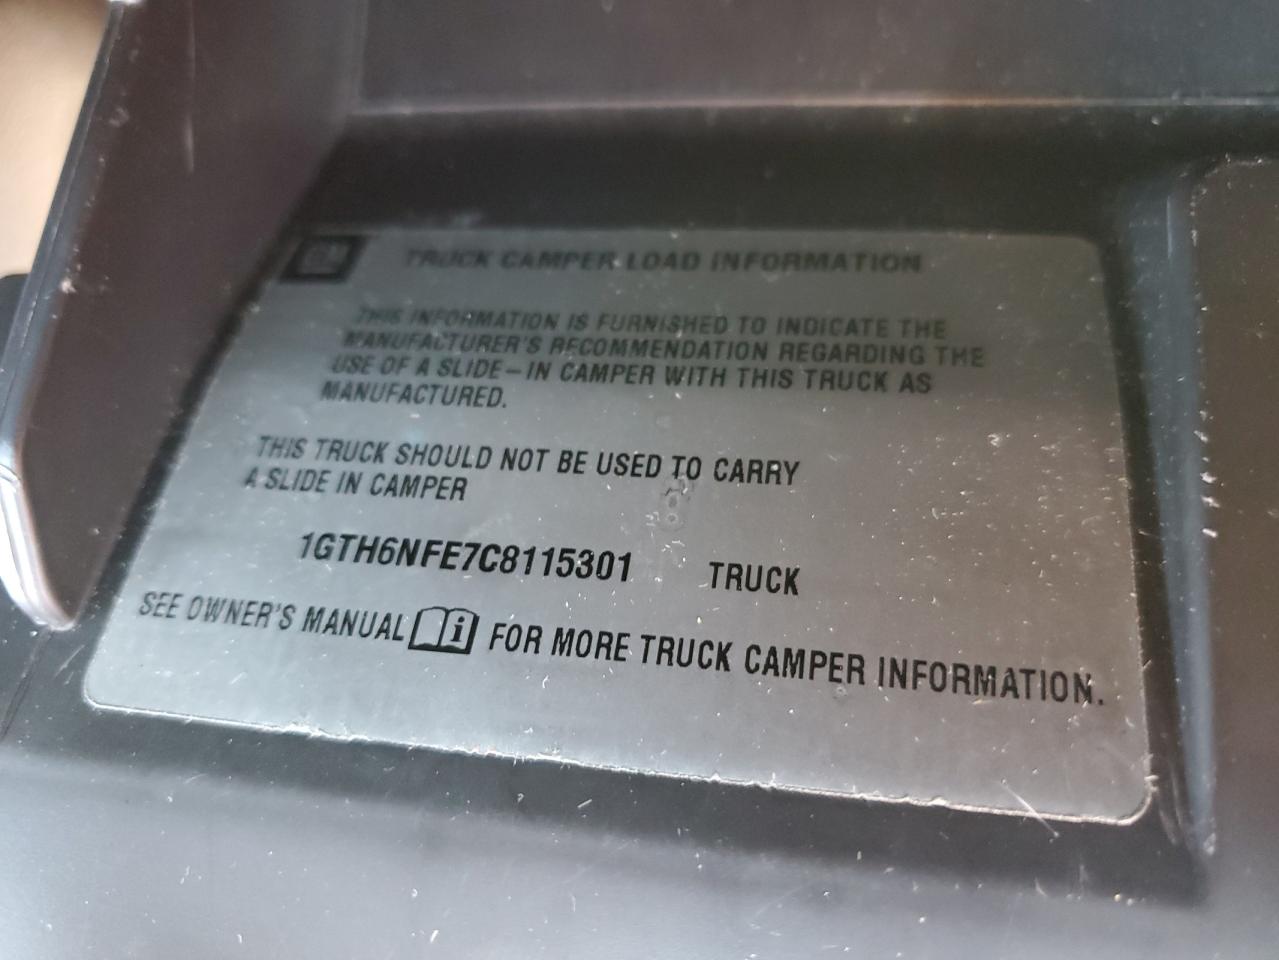 GM
TRUCK CAMPER LOAD INFORMATION
THIS INFORMATION IS FURNISHED TO INDICATE THE
MANUFACTURER'S RECOMMENDATION REGARDING THE
USE OF A SLIDE-IN CAMPER WITH THIS TRUCK AS
MANUFACTURED.
THIS TRUCK SHOULD NOT BE USED TO CARRY
A SLIDE IN CAMPER
1GTH6NFE7C8115301 TRUCK
SEE OWNER'S MANUAL i FOR MORE TRUCK CAMPER INFORMATION.